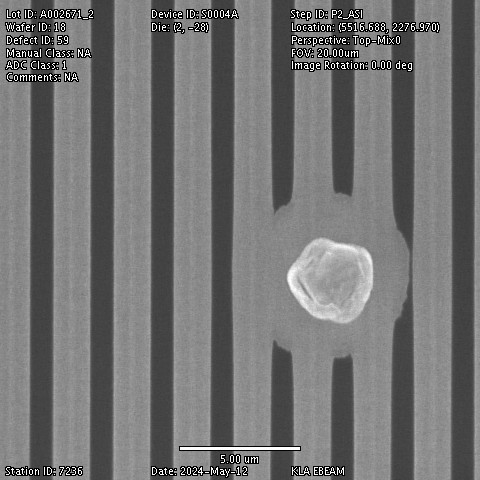 Lot ID: A002671_2
Wafer ID: 18
Defect ID: 59
Manual Class: NA
ADC Class: 1
Comments: NA
Device ID: S0004A
Die: (2, -28)
Step ID: P2_ASI
Location: (5516.688, 2276.970)
Perspective: Top-Mix0
FOV: 20.00um
Image Rotation: 0.00 deg
5.00 um
Station ID: 7236
Date: 2024-May-12
KLA EBEAM